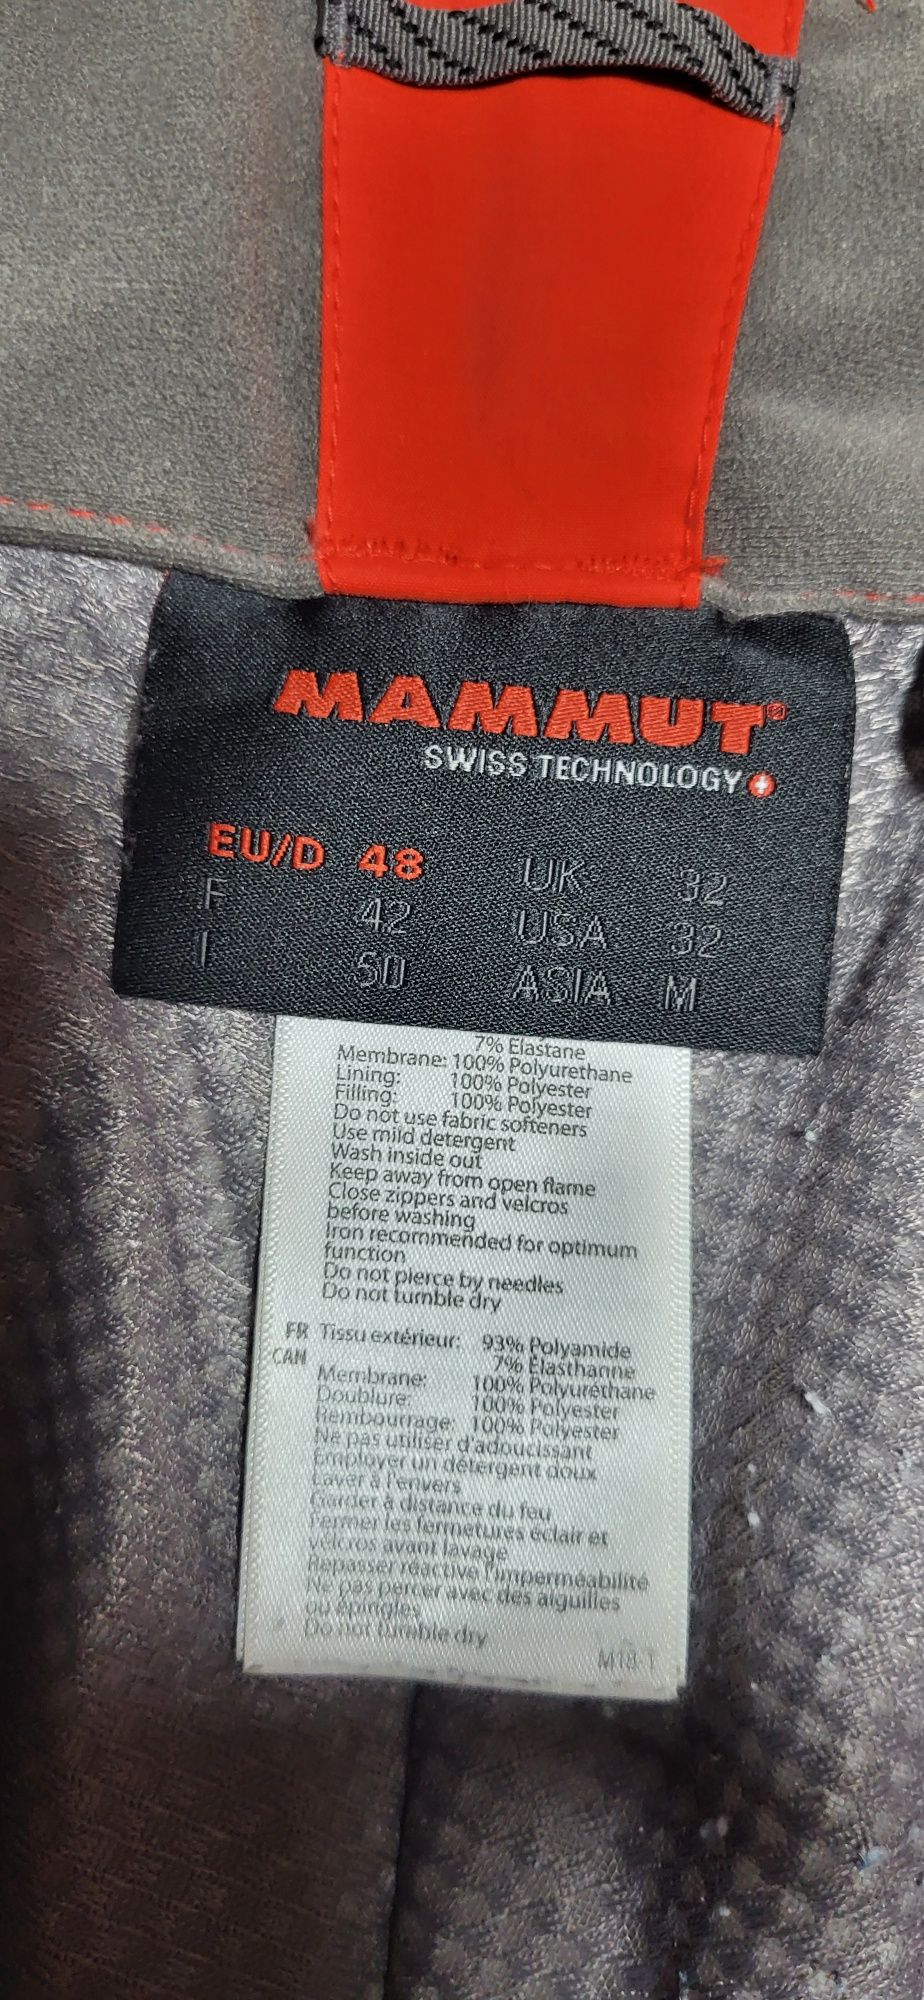 MAMMUT®
SWISS TECHNOLOGY
EU/D 48 UK 32
F 42 USA 32
I 50 ASIA M
7% Elastane
Membrane: 100% Polyurethane
Lining: 100% Polyester
Filling: 100% Polyester
Do not use fabric softeners
Use mild detergent
Wash inside out
Keep away from open flame
Close zippers and velcros
before washing
Iron recommended for optimum
function
Do not pierce by needles
Do not tumble dry
FR Tissu extérieur: 93% Polyamide
CAN 7% Élasthanne
Membrane: 100% Polyuréthane
Doublure: 100% Polyester
Rembourrage: 100% Polyester
Ne pas utiliser d'adoucissant
Employer un détergent doux
Laver à l'envers
Garder à distance du feu
Fermer les fermetures éclair et
velcros avant lavage
Repasser réactive l'imperméabilité
Ne pas percer avec des aiguilles
ou épingles
Do not tumble dry
M18-1